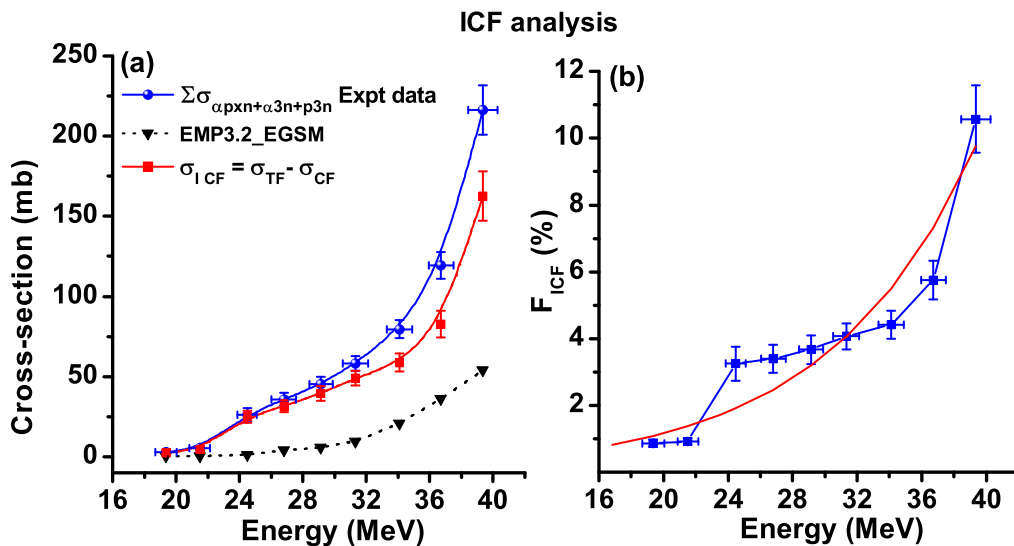 ICF analysis
(a)
Σσαpxn+α3n+p3n Expt data
EMP3.2_EGSM
σI CF = σTF- σCF
250
200
150
100
50
0
Cross-section (mb)
16 20 24 28 32 36 40
Energy (MeV)
(b)
12
10
8
6
4
2
FICF (%)
16 20 24 28 32 36 40
Energy (MeV)